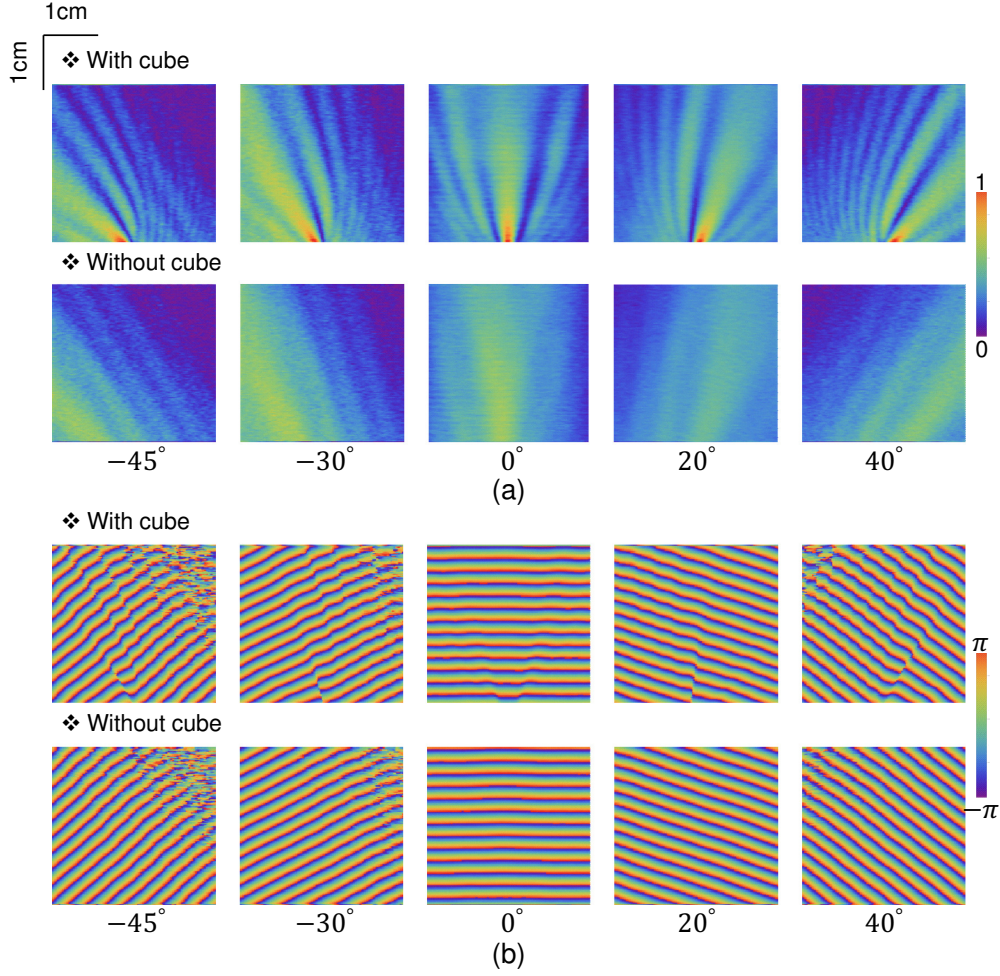 1cm
1cm
❖ With cube
1
❖ Without cube
0
−45° −30° 0° 20° 40°
(a)
❖ With cube
π
❖ Without cube
−π
−45° −30° 0° 20° 40°
(b)